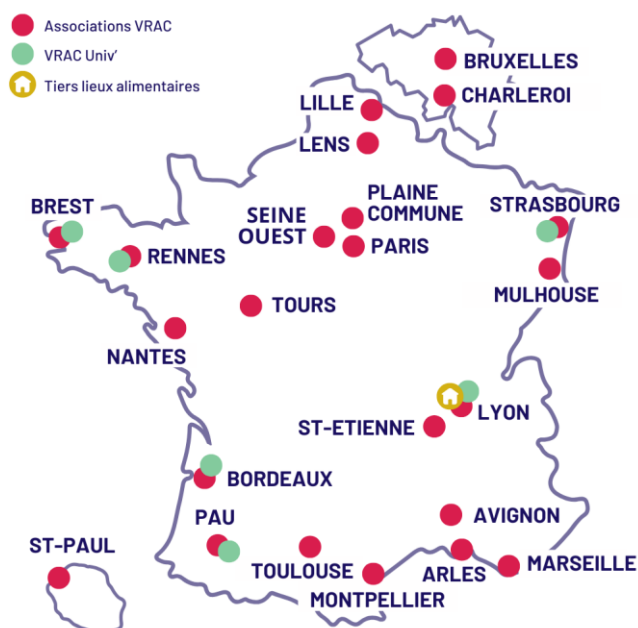 Associations VRAC
VRAC Univ'
Tiers lieux alimentaires
BRUXELLES
CHARLEROI
LILLE
LENS
PLAINE
COMMUNE
SEINE
OUEST
PARIS
STRASBOURG
BREST
RENNES
MULHOUSE
TOURS
NANTES
LYON
ST-ETIENNE
BORDEAUX
AVIGNON
PAU
ST-PAUL
TOULOUSE
ARLES
MARSEILLE
MONTPELLIER